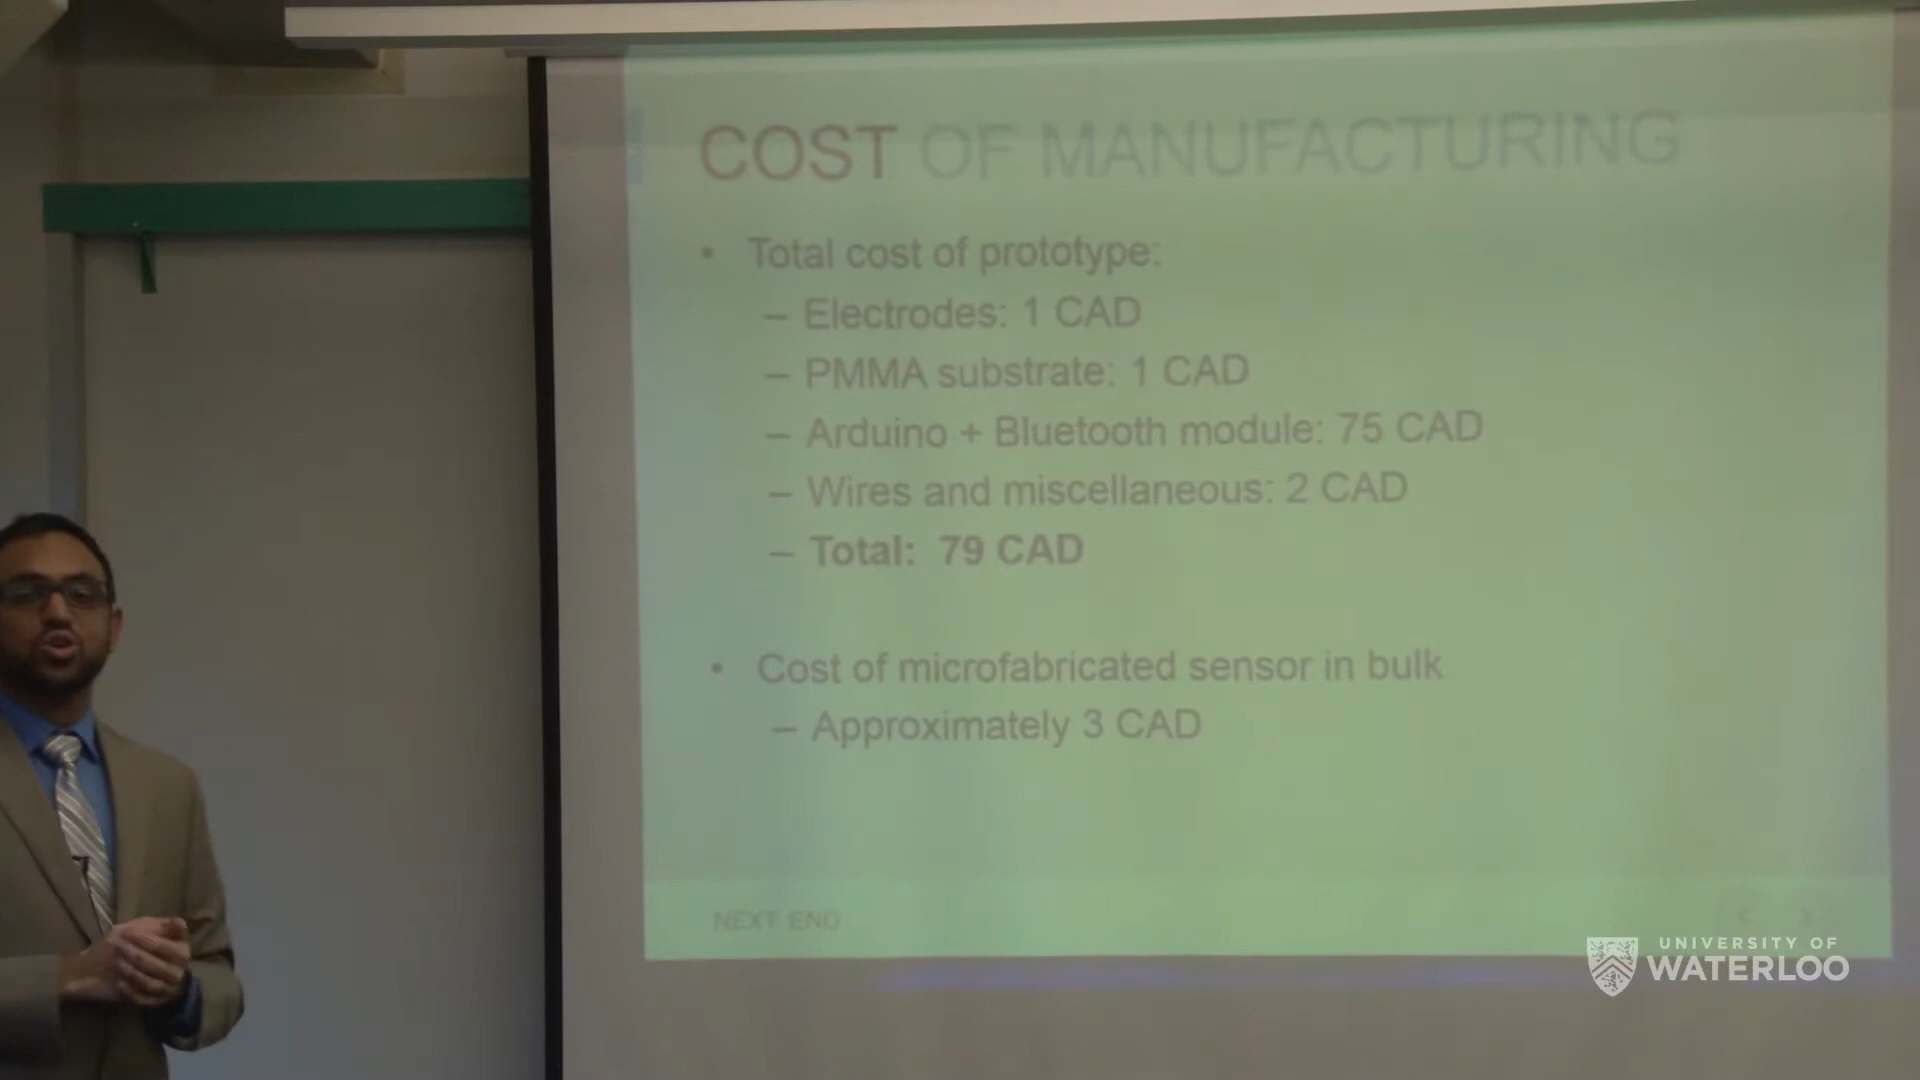 COST OF MANUFACTURING
• Total cost of prototype:
– Electrodes: 1 CAD
– PMMA substrate: 1 CAD
– Arduino + Bluetooth module: 75 CAD
– Wires and miscellaneous: 2 CAD
– Total: 79 CAD
• Cost of microfabricated sensor in bulk
– Approximately 3 CAD
NEXT END
UNIVERSITY OF
WATERLOO